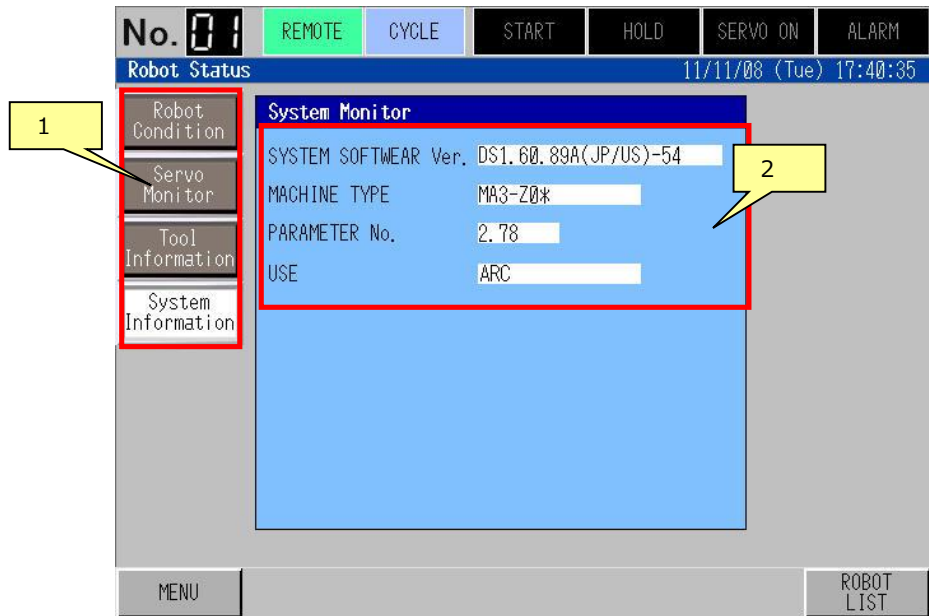 No. 01 REMOTE CYCLE START HOLD SERVO ON ALARM
Robot Status 11/11/08 (Tue) 17:40:35
1
Robot
Condition
Servo
Monitor
Tool
Information
System
Information
System Monitor
SYSTEM SOFTWEAR Ver. DS1.60.89A(JP/US)-54
MACHINE TYPE MA3-Z0*
PARAMETER No. 2.78
USE ARC
2
MENU
ROBOT
LIST